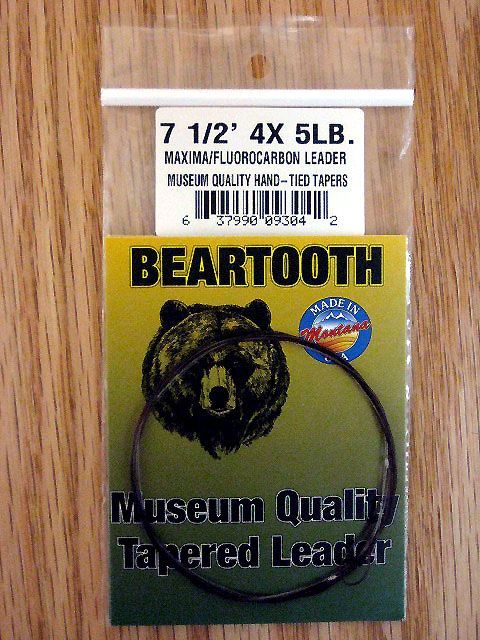 7 1/2' 4X 5LB.
MAXIMA/FLUOROCARBON LEADER
MUSEUM QUALITY HAND-TIED TAPERS
6 37990 09304 2
BEARTOOTH
MADE IN
Montana
USA
Museum Quality
Tapered Leader